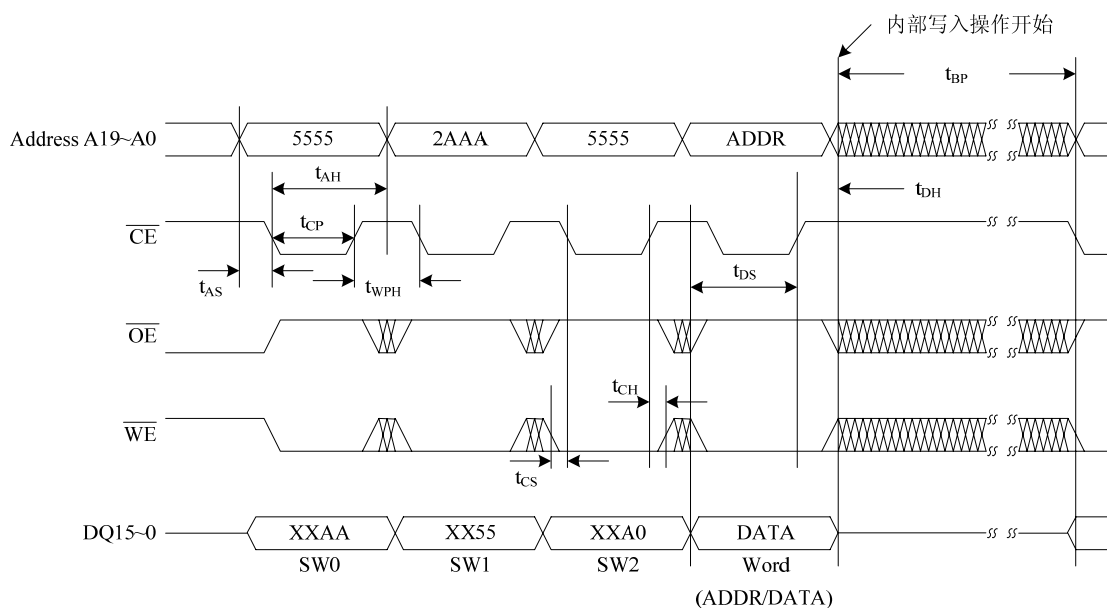 内部写入操作开始
tBP
Address A19~A0 5555 2AAA 5555 ADDR
tAH
tDH
CE
tCP
tAS
tWPH
tDS
OE
tCH
WE
tCS
DQ15~0 XXAA XX55 XXA0 DATA
SW0 SW1 SW2 Word
(ADDR/DATA)